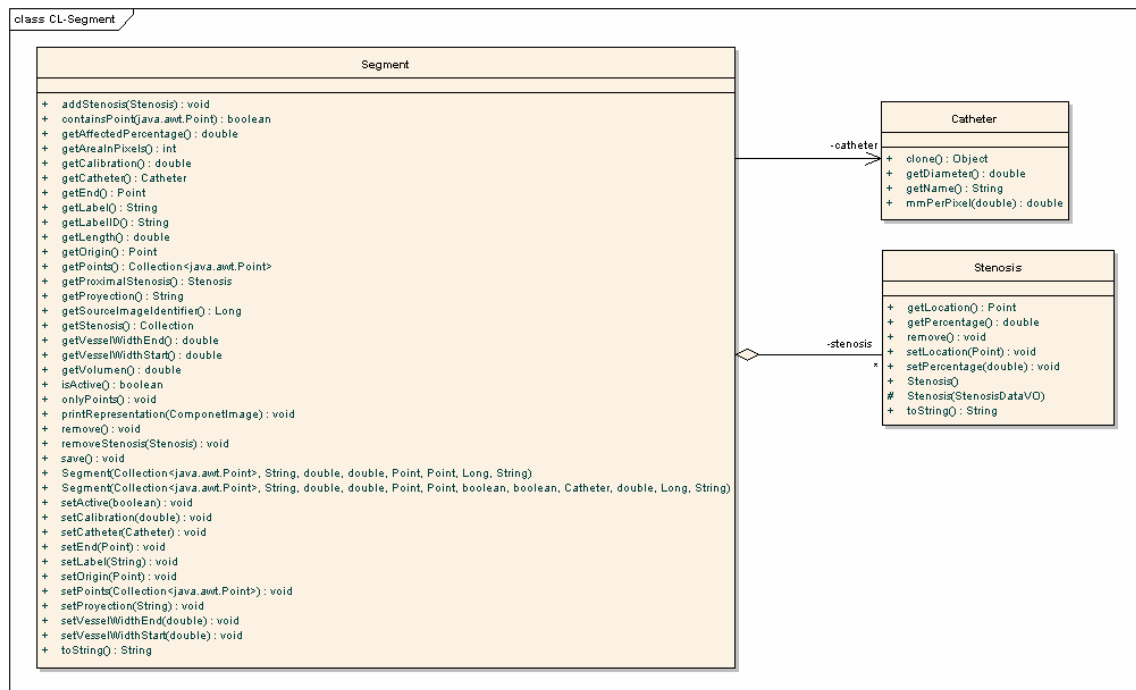 class CL-Segment
Segment
+ addStenosis(Stenosis) : void
+ containsPoint(java.awt.Point) : boolean
+ getAffectedPercentage() : double
+ getAreaInPixels() : int
+ getCalibration() : double
+ getCatheter() : Catheter
+ getEnd() : Point
+ getLabel() : String
+ getLabelID() : String
+ getLength() : double
+ getOrigin() : Point
+ getPoints() : Collection<java.awt.Point>
+ getProximalStenosis() : Stenosis
+ getProyection() : String
+ getSourceImageIdentifier() : Long
+ getStenosis() : Collection
+ getVesselWidthEnd() : double
+ getVesselWidthStart() : double
+ getVolumen() : double
+ isActive() : boolean
+ onlyPoints() : void
+ printRepresentation(ComponetImage) : void
+ remove() : void
+ removeStenosis(Stenosis) : void
+ save() : void
+ Segment(Collection<java.awt.Point>, String, double, double, Point, Point, Long, String)
+ Segment(Collection<java.awt.Point>, String, double, double, Point, Point, boolean, boolean, Catheter, double, Long, String)
+ setActive(boolean) : void
+ setCalibration(double) : void
+ setCatheter(Catheter) : void
+ setEnd(Point) : void
+ setLabel(String) : void
+ setOrigin(Point) : void
+ setPoints(Collection<java.awt.Point>) : void
+ setProyection(String) : void
+ setVesselWidthEnd(double) : void
+ setVesselWidthStart(double) : void
+ toString() : String
-catheter
Catheter
+ clone() : Object
+ getDiameter() : double
+ getName() : String
+ mmPerPixel(double) : double
-stenosis
*
Stenosis
+ getLocation() : Point
+ getPercentage() : double
+ remove() : void
+ setLocation(Point) : void
+ setPercentage(double) : void
+ Stenosis()
# Stenosis(StenosisDataVO)
+ toString() : String